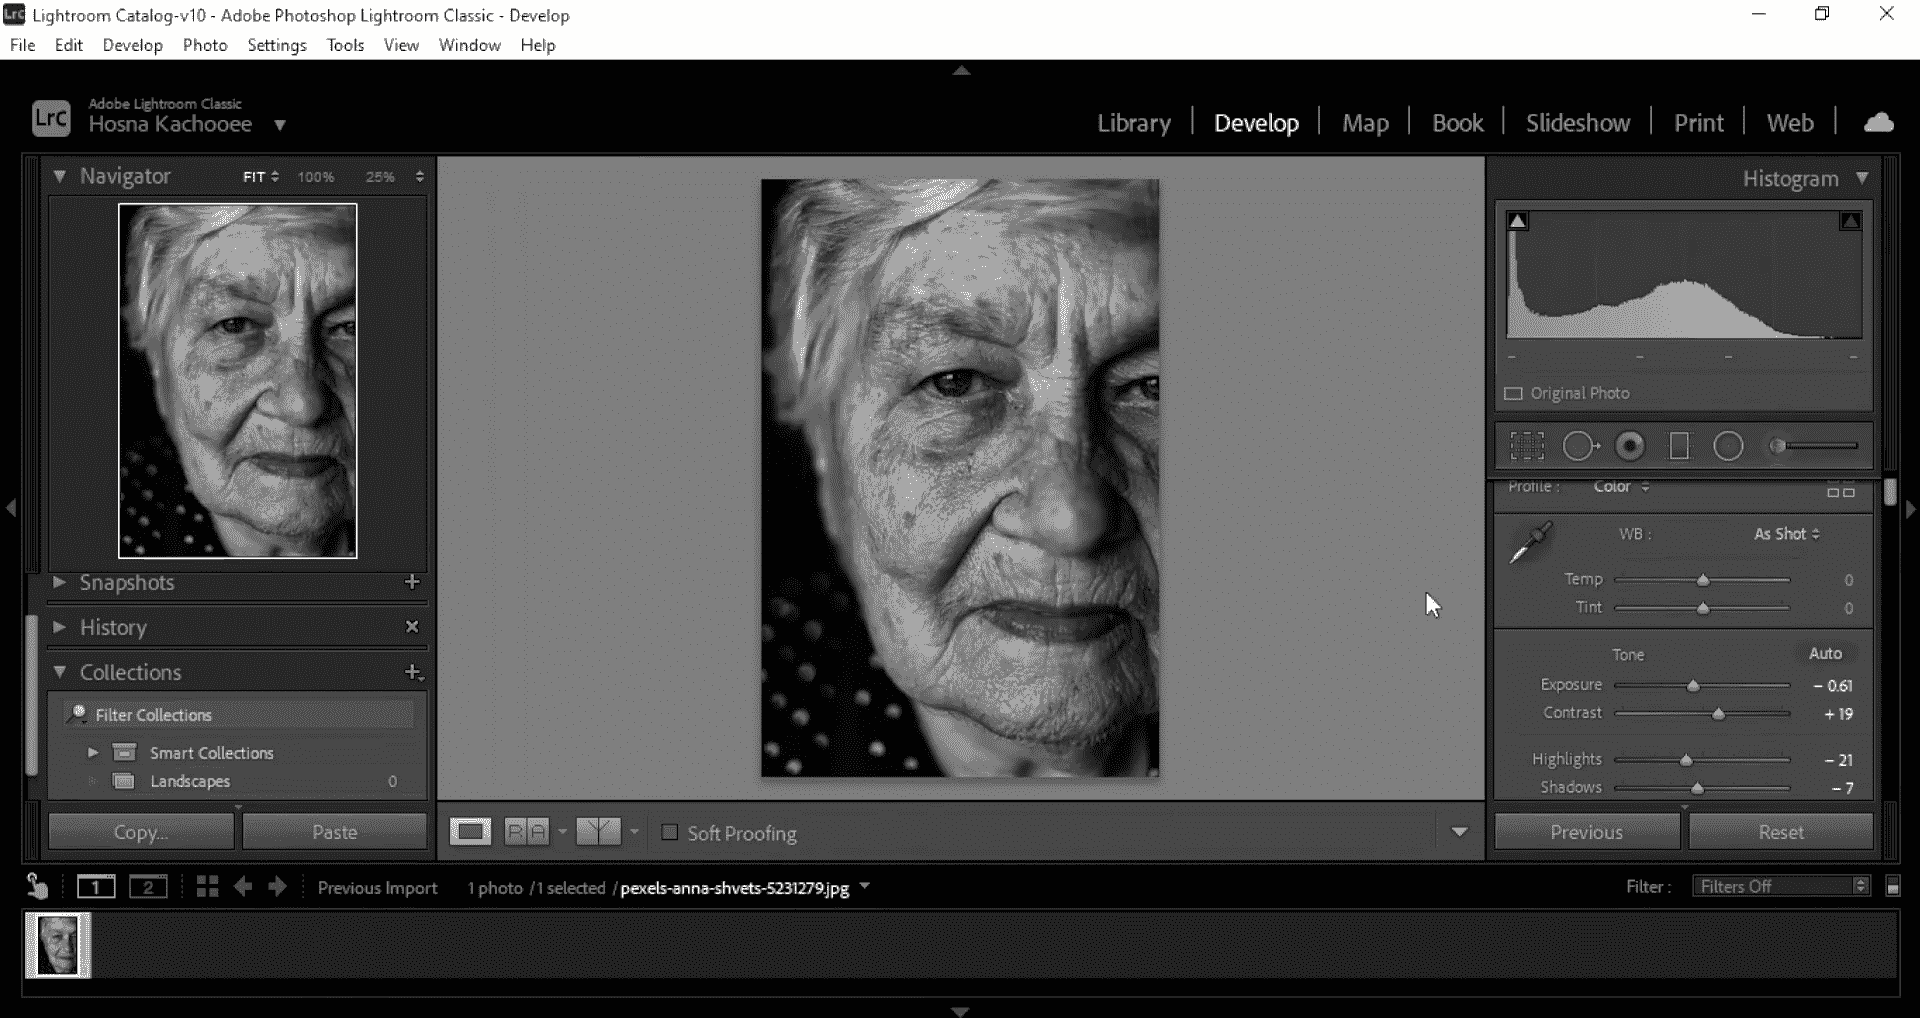 Lrc Lightroom Catalog-v10 - Adobe Photoshop Lightroom Classic - Develop
File Edit Develop Photo Settings Tools View Window Help
LrC
Adobe Lightroom Classic
Hosna Kachooee
Library Develop Map Book Slideshow Print Web
Navigator FIT 100% 25%
Snapshots +
History ×
Collections +
Filter Collections
Smart Collections
Landscapes 0
Copy... Paste
R A Y Soft Proofing
Histogram
Original Photo
Profile : Color
WB : As Shot
Temp 0
Tint 0
Tone Auto
Exposure – 0.61
Contrast + 19
Highlights – 21
Shadows – 7
Previous Reset
1 2 Previous Import 1 photo / 1 selected / pexels-anna-shvets-5231279.jpg Filter : Filters Off